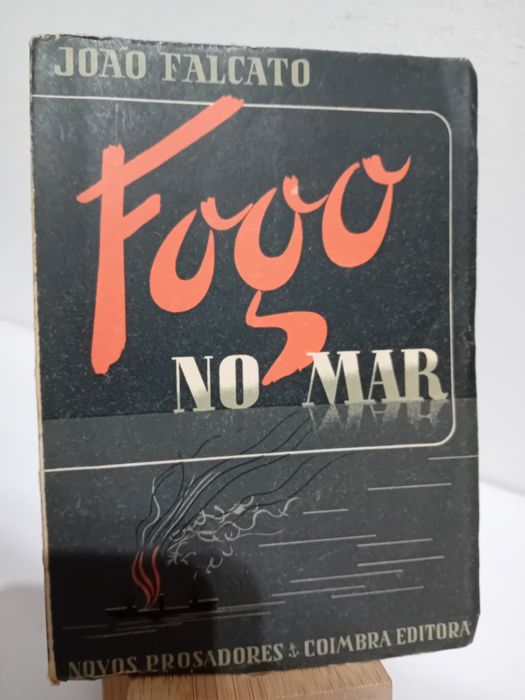 JOÃO FALCATO
Fogo
NO MAR
NOVOS PROSADORES & COIMBRA EDITORA